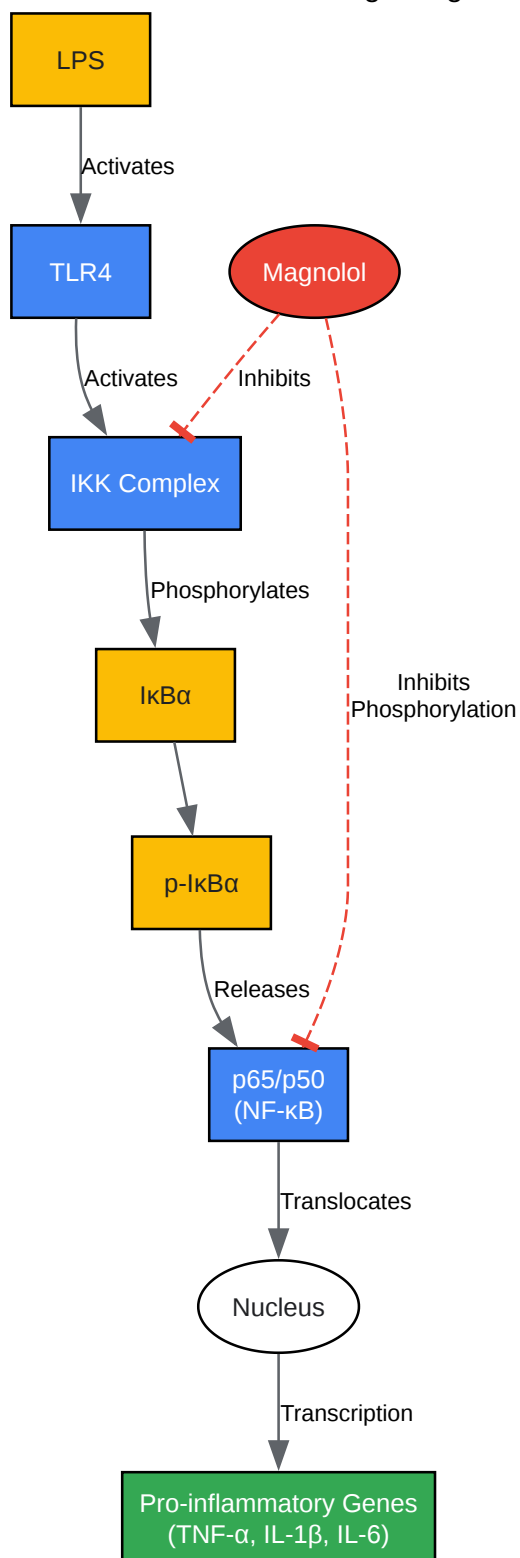 LPS
Activates
TLR4
Magnolol
Activates
Inhibits
IKK Complex
Phosphorylates
IκBα
Inhibits
Phosphorylation
p-IκBα
Releases
p65/p50
(NF-κB)
Translocates
Nucleus
Transcription
Pro-inflammatory Genes
(TNF-α, IL-1β, IL-6)